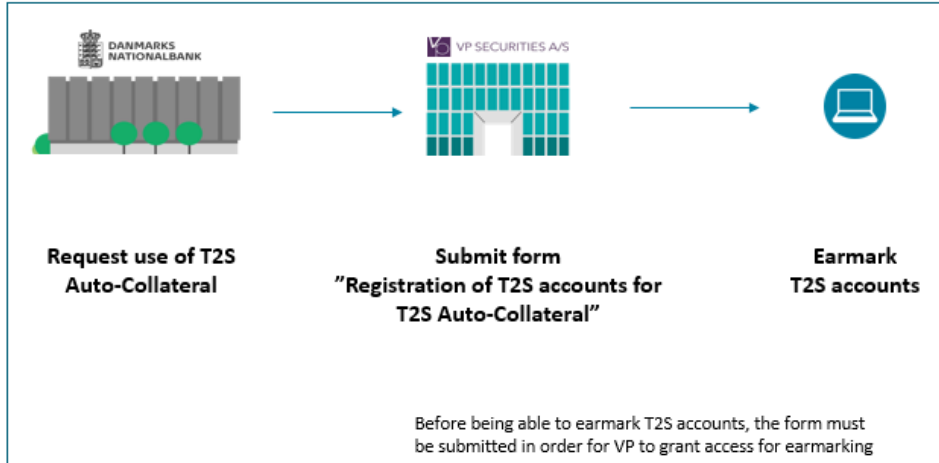 DANMARKS
NATIONALBANK
VP SECURITIES A/S
Request use of T2S
Auto-Collateral
Submit form
”Registration of T2S accounts for
T2S Auto-Collateral”
Earmark
T2S accounts
Before being able to earmark T2S accounts, the form must
be submitted in order for VP to grant access for earmarking